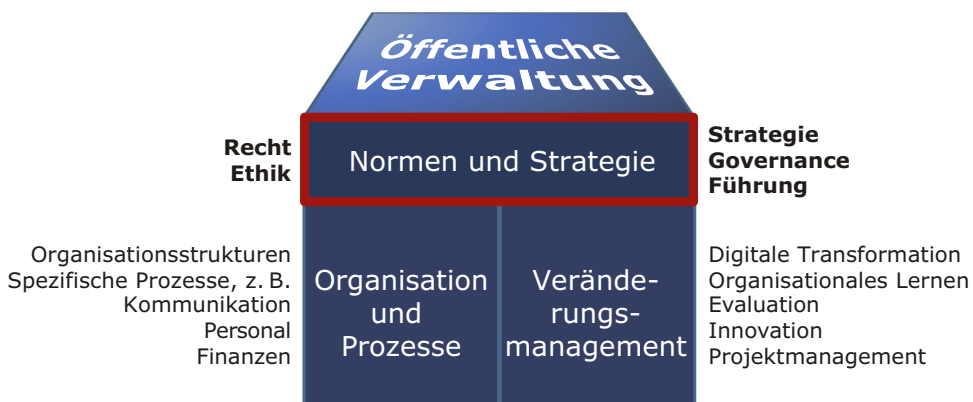 Öffentliche
Verwaltung
Recht
Ethik
Normen und Strategie
Strategie
Governance
Führung
Organisationsstrukturen
Spezifische Prozesse, z. B.
Kommunikation
Personal
Finanzen
Organisation
und
Prozesse
Verände-
rungs-
management
Digitale Transformation
Organisationales Lernen
Evaluation
Innovation
Projektmanagement